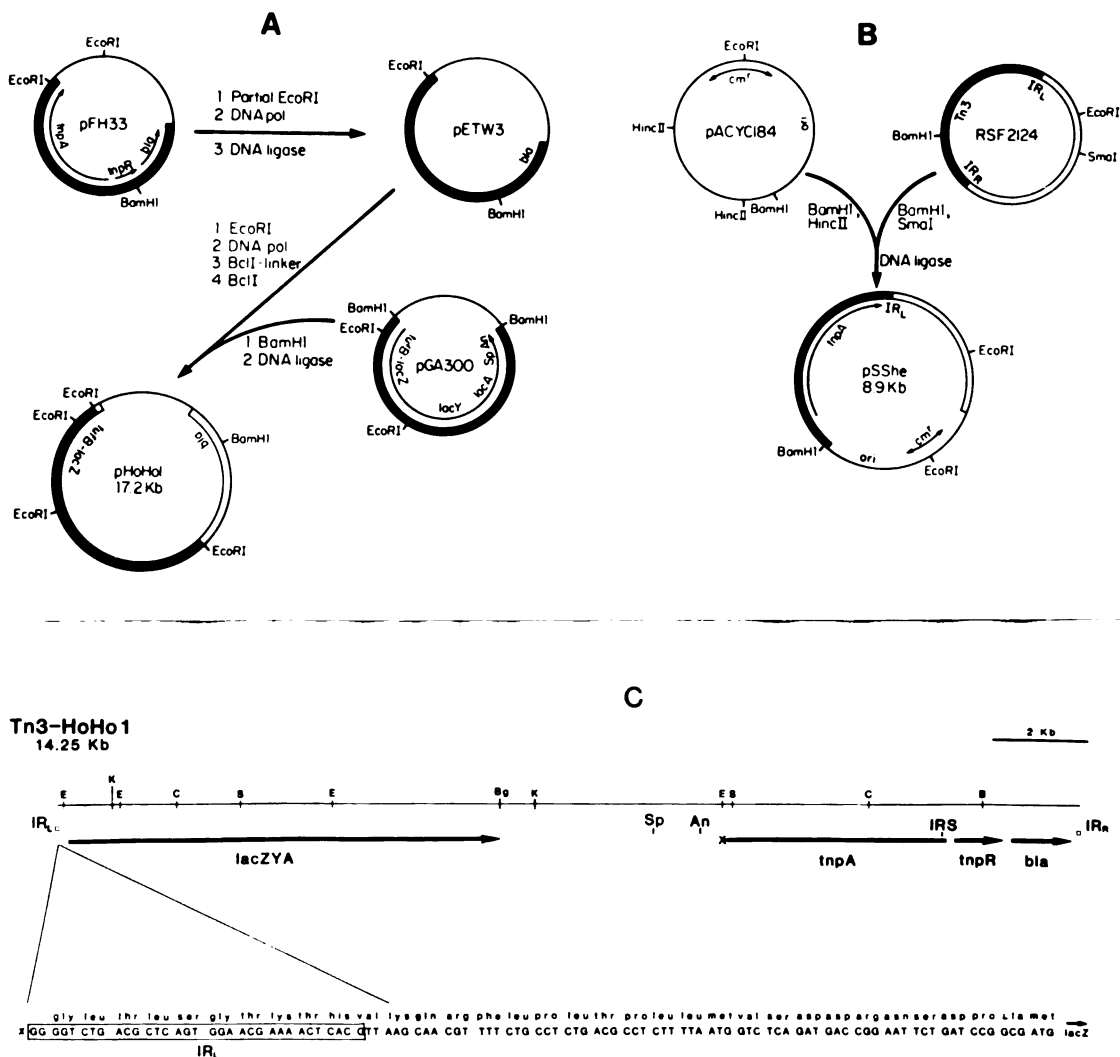 A
EcoRI
EcoRI
pFH33
tnpA
tnpR
bla
BamHI
1 Partial EcoRI
2 DNA pol
3 DNA ligase
EcoRI
pETW3
bla
BamHI
1 EcoRI
2 DNA pol
3 BclI-linker
4 BclI
1 BamHI
2 DNA ligase
BamHI
EcoRI
BamHI
tufB-lacZ
pGA300
Sp
lacA
lacY
EcoRI
EcoRI
EcoRI
tufB-lacZ
bla
BamHI
pHoHoI
17.2 Kb
EcoRI
EcoRI
B
EcoRI
cmr
HincII
pACYC184
ori
HincII
BamHI
Tn3
IRL
EcoRI
BamHI
RSF2124
SmaI
IRR
BamHI,
HincII
BamHI,
SmaI
DNA ligase
IRL
tnpA
EcoRI
pSShe
8.9 Kb
BamHI
ori
cmr
EcoRI
C
Tn3-HoHo1
14.25 Kb
2 Kb
E K E C S E Bg K E S C B
IRL Sp An IRS IRR
lacZYA tnpA tnpR bla
gly leu thr leu ser gly thr lys thr his val lys gln arg phe leu pro leu thr pro leu leu met val ser asp asp arg asn ser asp pro ala met
x GG GGT CTG ACG CTC AGT GGA ACG AAA ACT CAC GTT AAG CAA CGT TTT CTG CCT CTG ACG CCT CTT TTA ATG GTC TCA GAT GAC CGG AAT TCT GAT CCG GCG ATG lacZ
IRL